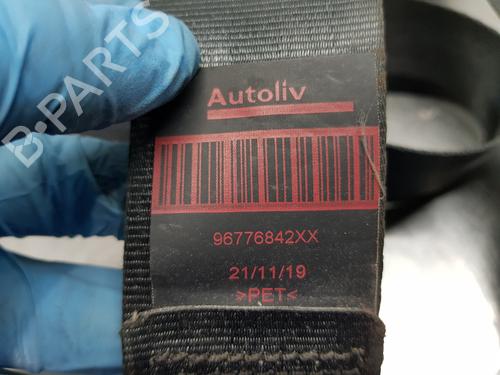 B-PARTS
Autoliv
96776842XX
21/11/19
>PET<